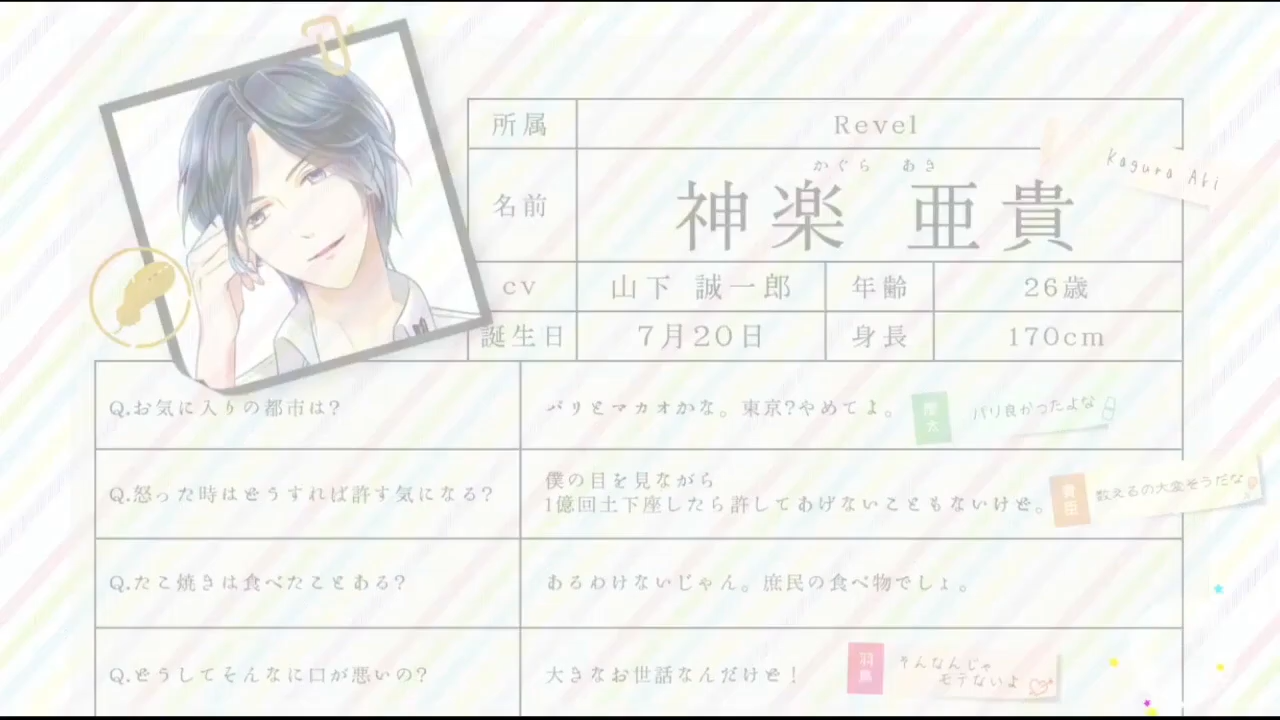 所属
Revel
かぐら あき
名前
神楽 亜貴
Kagura Aki
cv
山下 誠一郎
年齢
26歳
誕生日
7月20日
身長
170cm
Q.お気に入りの都市は?
パリとマカオかな。東京?やめてよ。
パリ良かったよな
Q.怒った時はどうすれば許す気になる?
僕の目を見ながら
1億回土下座したら許してあげないこともないけど。
貴臣
数えるの大変そうだな
Q.たこ焼きは食べたことある?
あるわけないじゃん。庶民の食べ物でしょ。
Q.どうしてそんなに口が悪いの?
大きなお世話なんだけど!
羽鳥
そんなんじゃ
モテないよ